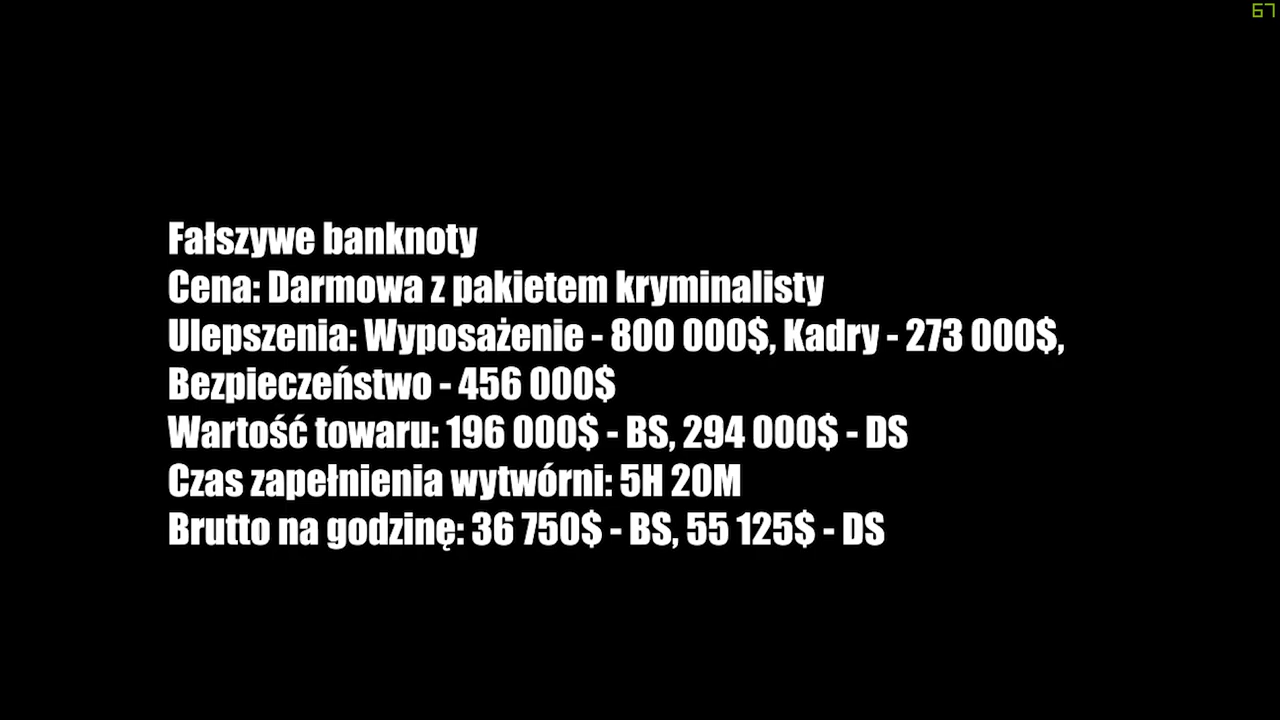 67
Fałszywe banknoty
Cena: Darmowa z pakietem kryminalisty
Ulepszenia: Wyposażenie - 800 000$, Kadry - 273 000$,
Bezpieczeństwo - 456 000$
Wartość towaru: 196 000$ - BS, 294 000$ - DS
Czas zapełnienia wytwórni: 5H 20M
Brutto na godzinę: 36 750$ - BS, 55 125$ - DS